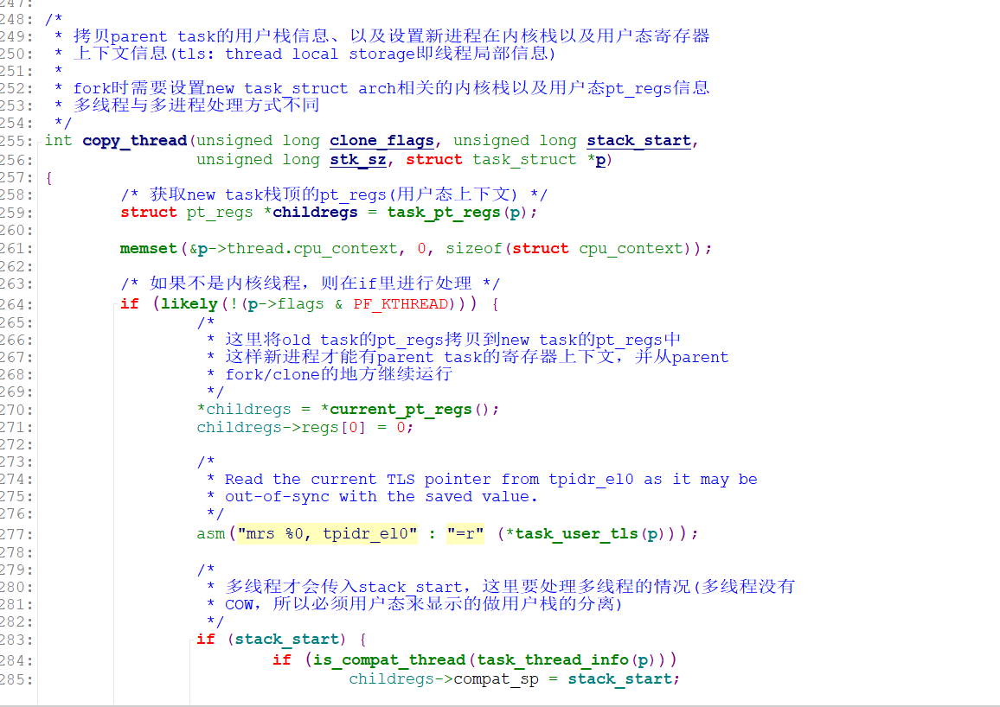 247:
248: /*
249:  * 拷贝parent task的用户栈信息、以及设置新进程在内核栈以及用户态寄存器
250:  * 上下文信息(tls: thread local storage即线程局部信息)
251:  *
252:  * fork时需要设置new task_struct arch相关的内核栈以及用户态pt_regs信息
253:  * 多线程与多进程处理方式不同
254:  */
255: int copy_thread(unsigned long clone_flags, unsigned long stack_start,
256:                 unsigned long stk_sz, struct task_struct *p)
257: {
258:         /* 获取new task栈顶的pt_regs(用户态上下文) */
259:         struct pt_regs *childregs = task_pt_regs(p);
260:
261:         memset(&p->thread.cpu_context, 0, sizeof(struct cpu_context));
262:
263:         /* 如果不是内核线程，则在if里进行处理 */
264:         if (likely(!(p->flags & PF_KTHREAD))) {
265:                 /*
266:                  * 这里将old task的pt_regs拷贝到new task的pt_regs中
267:                  * 这样新进程才能有parent task的寄存器上下文，并从parent
268:                  * fork/clone的地方继续运行
269:                  */
270:                 *childregs = *current_pt_regs();
271:                 childregs->regs[0] = 0;
272:
273:                 /*
274:                  * Read the current TLS pointer from tpidr_el0 as it may be
275:                  * out-of-sync with the saved value.
276:                  */
277:                 asm("mrs %0, tpidr_el0" : "=r" (*task_user_tls(p)));
278:
279:                 /*
280:                  * 多线程才会传入stack_start，这里要处理多线程的情况(多线程没有
281:                  * COW，所以必须用户态来显示的做用户栈的分离)
282:                  */
283:                 if (stack_start) {
284:                         if (is_compat_thread(task_thread_info(p)))
285:                                 childregs->compat_sp = stack_start;